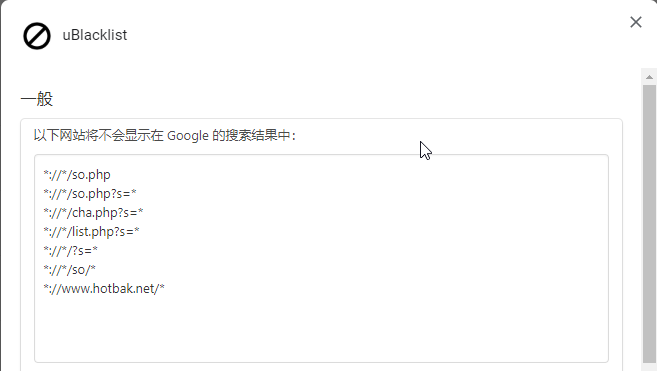 uBlacklist
一般
以下网站将不会显示在 Google 的搜索结果中：
*://*/so.php
*://*/so.php?s=*
*://*/cha.php?s=*
*://*/list.php?s=*
*://*/?s=*
*://*/so/*
*://www.hotbak.net/*